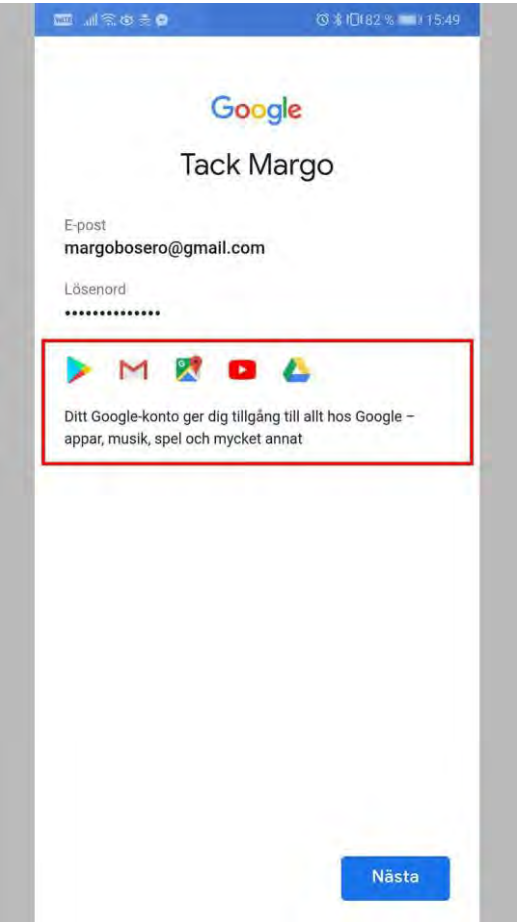 82 % 15:49
Google
Tack Margo
E-post
margobosero@gmail.com
Lösenord
••••••••••••••
Ditt Google-konto ger dig tillgång till allt hos Google –
appar, musik, spel och mycket annat
Nästa